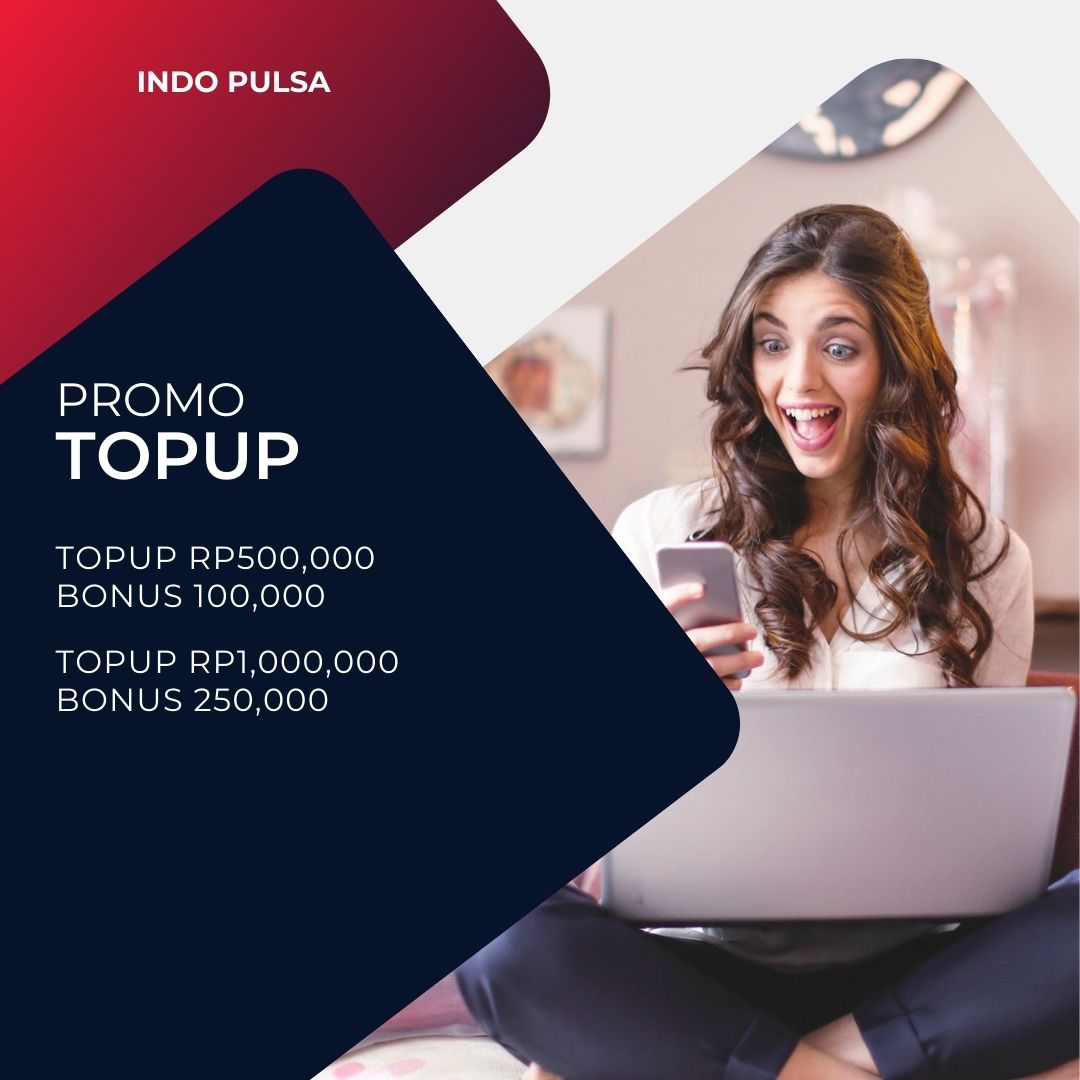 INDO PULSA
PROMO
TOPUP
TOPUP RP500,000
BONUS 100,000
TOPUP RP1,000,000
BONUS 250,000